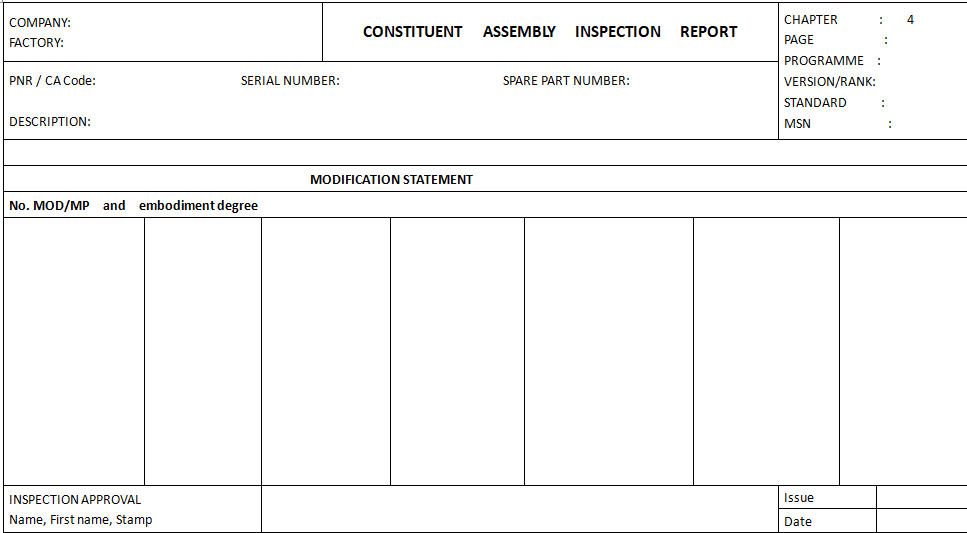 COMPANY:
FACTORY:
CONSTITUENT ASSEMBLY INSPECTION REPORT
CHAPTER : 4
PAGE :
PROGRAMME :
VERSION/RANK:
STANDARD :
MSN :
PNR / CA Code: SERIAL NUMBER: SPARE PART NUMBER:
DESCRIPTION:
MODIFICATION STATEMENT
No. MOD/MP and embodiment degree
INSPECTION APPROVAL
Name, First name, Stamp
Issue
Date